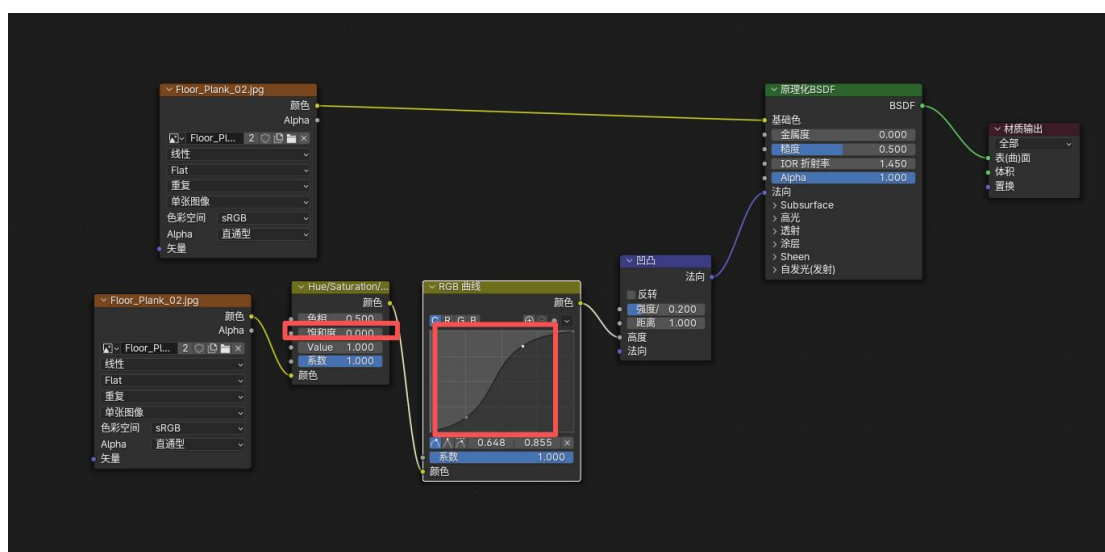 Floor_Plank_02.jpg
颜色
Alpha
Floor_Pl... 2
线性
Flat
重复
单张图像
色彩空间 sRGB
Alpha 直通型
矢量
Floor_Plank_02.jpg
颜色
Alpha
Floor_Pl... 2
线性
Flat
重复
单张图像
色彩空间 sRGB
Alpha 直通型
矢量
Hue/Saturation/...
颜色
色相 0.500
饱和度 0.000
Value 1.000
系数 1.000
颜色
RGB 曲线
颜色
C R G B
0.648 0.855
系数 1.000
颜色
凹凸
法向
反转
强度/ 0.200
距离 1.000
高度
法向
原理化BSDF
BSDF
基础色
金属度 0.000
糙度 0.500
IOR 折射率 1.450
Alpha 1.000
法向
Subsurface
高光
透射
涂层
Sheen
自发光(发射)
材质输出
全部
表(曲)面
体积
置换